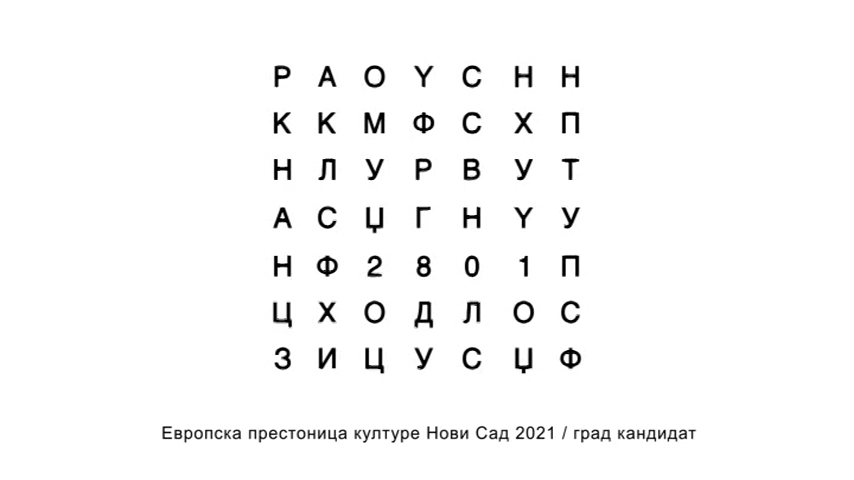 Р А О Y С Н Н
К К М Ф С Х П
Н Л У Р В У Т
А С Џ Г Н Y У
Н Ф 2 8 0 1 П
Ц Х О Д Л О С
З И Ц У С Џ Ф
Европска престоница културе Нови Сад 2021 / град кандидат